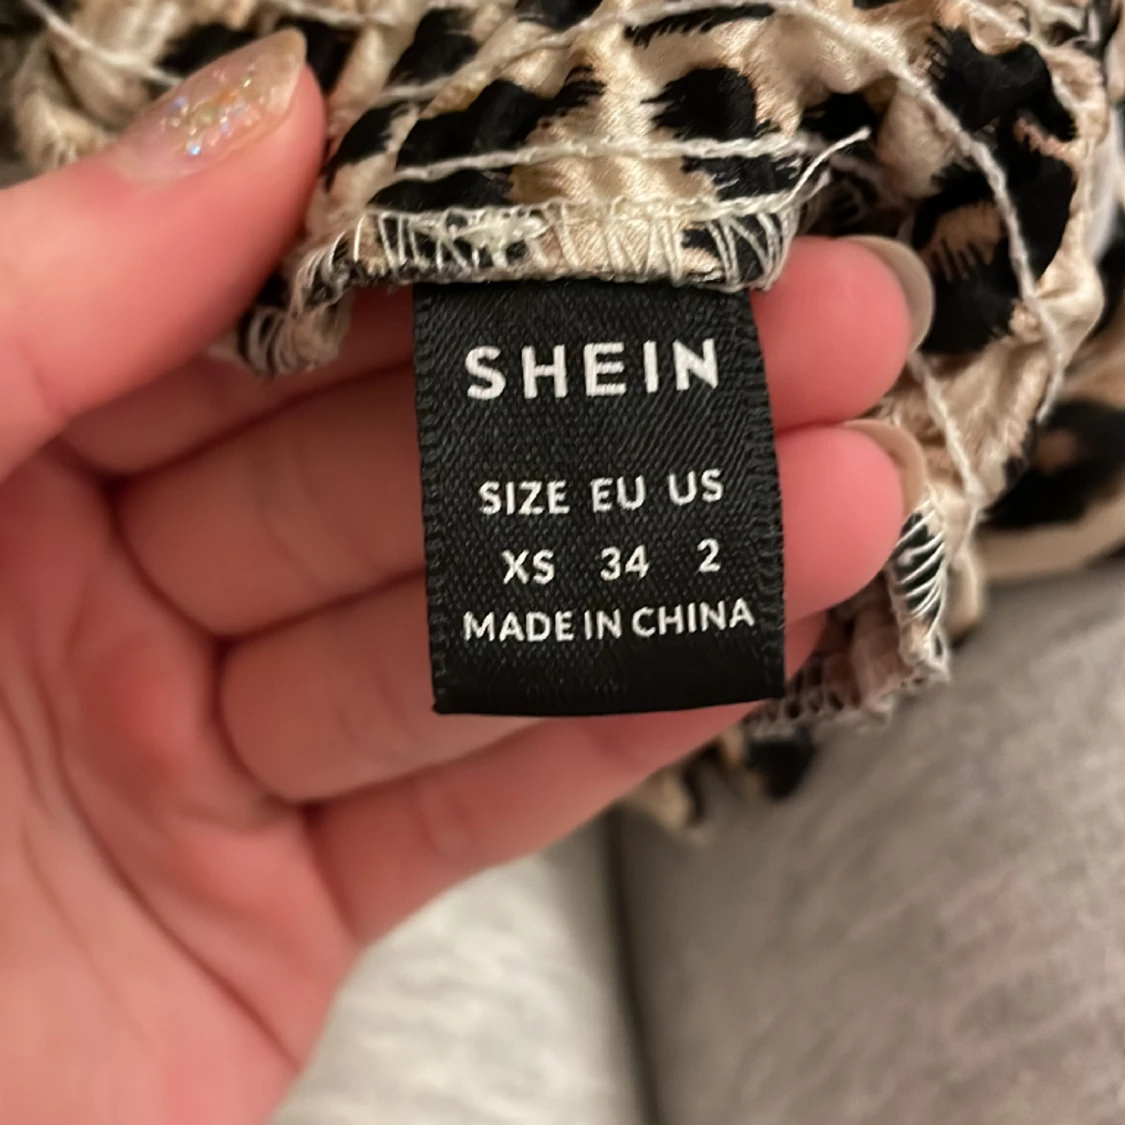 SHEIN
SIZE EU US
XS 34 2
MADE IN CHINA